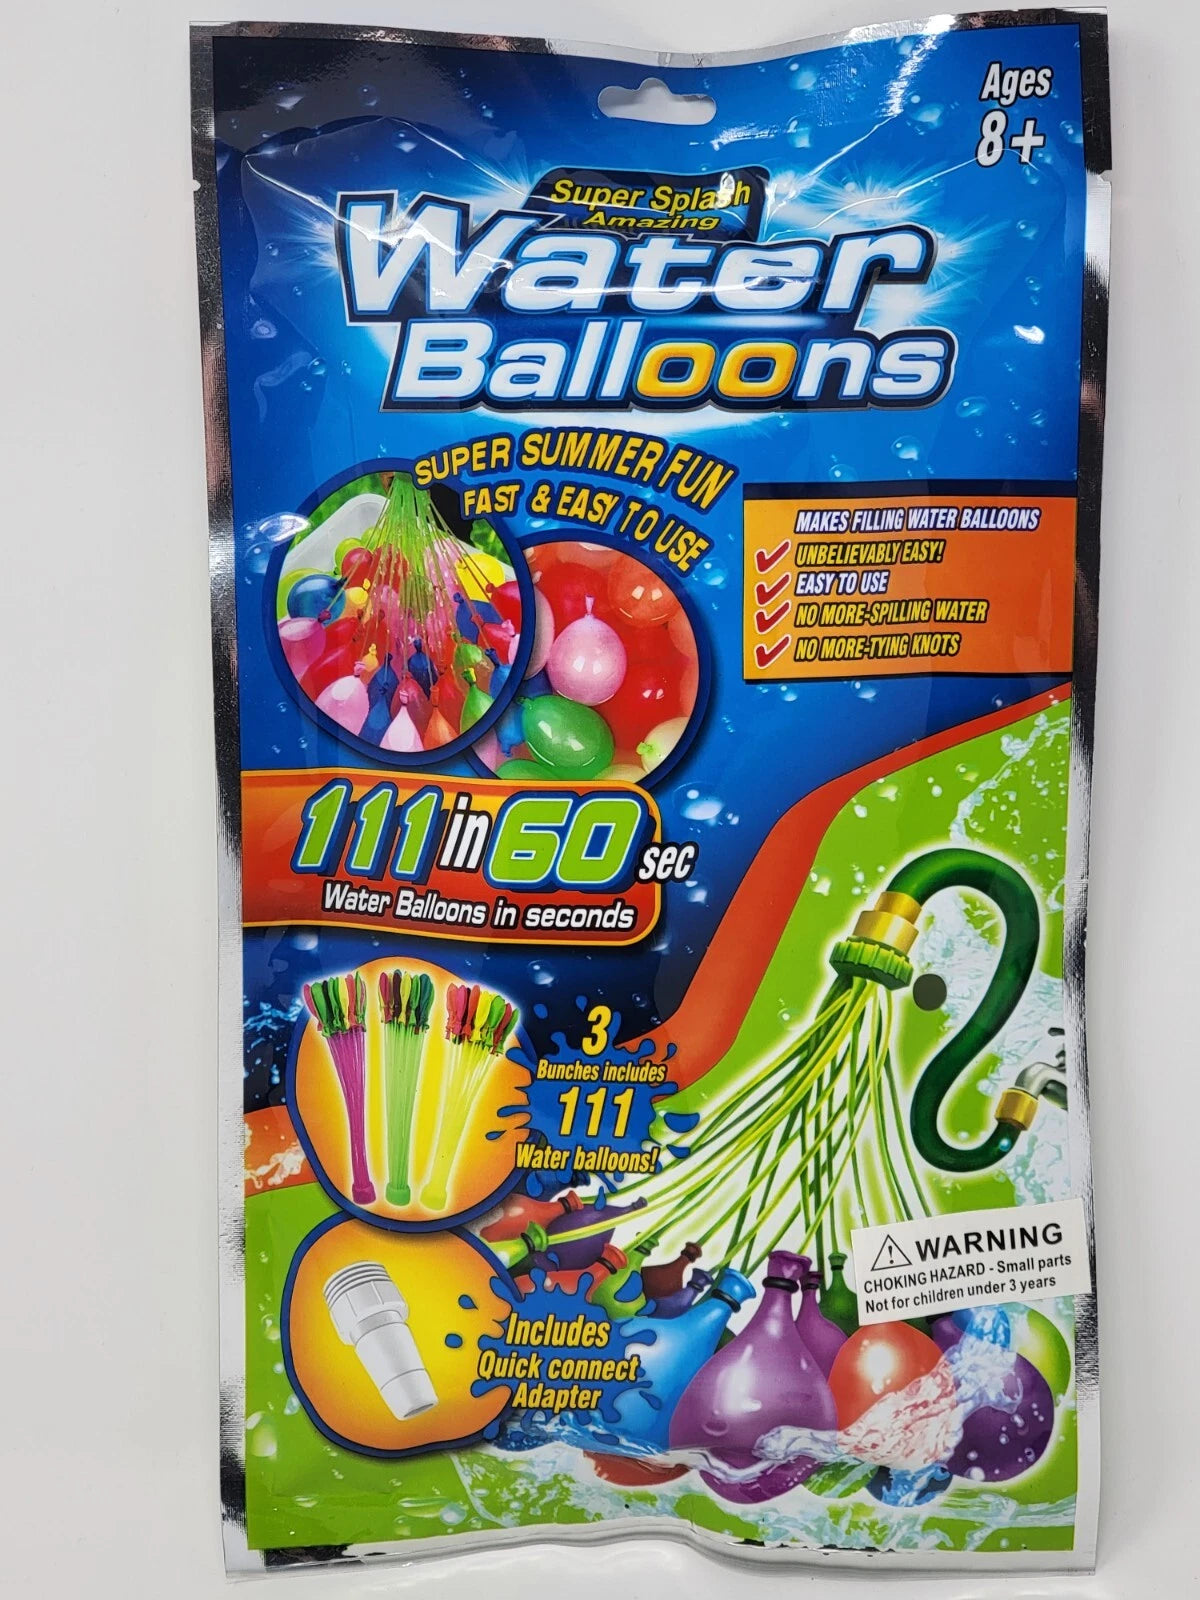 Ages
8+
Super Splash
Amazing
Water
Balloons
SUPER SUMMER FUN
FAST & EASY TO USE
MAKES FILLING WATER BALLOONS
UNBELIEVABLY EASY!
EASY TO USE
NO MORE-SPILLING WATER
NO MORE-TYING KNOTS
111 in 60 sec
Water Balloons in seconds
3
Bunches includes
111
Water balloons!
WARNING
CHOKING HAZARD - Small parts
Not for children under 3 years
Includes
Quick connect
Adapter